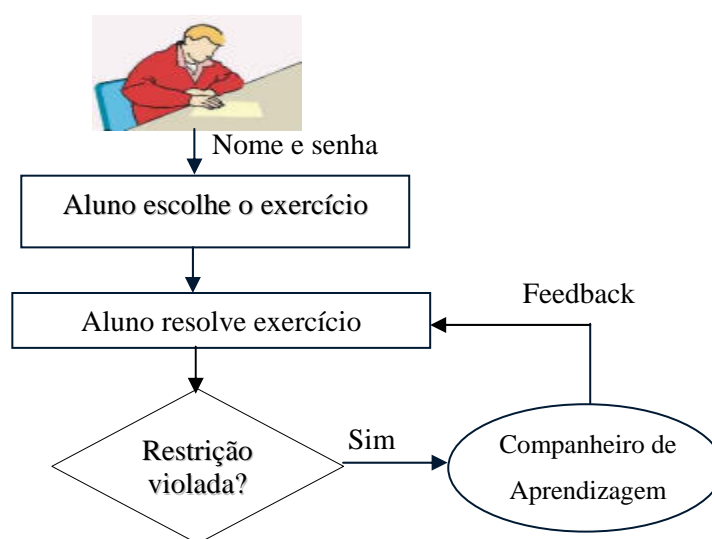 Nome e senha
Aluno escolhe o exercício
Feedback
Aluno resolve exercício
Restrição
violada?
Sim
Companheiro de
Aprendizagem